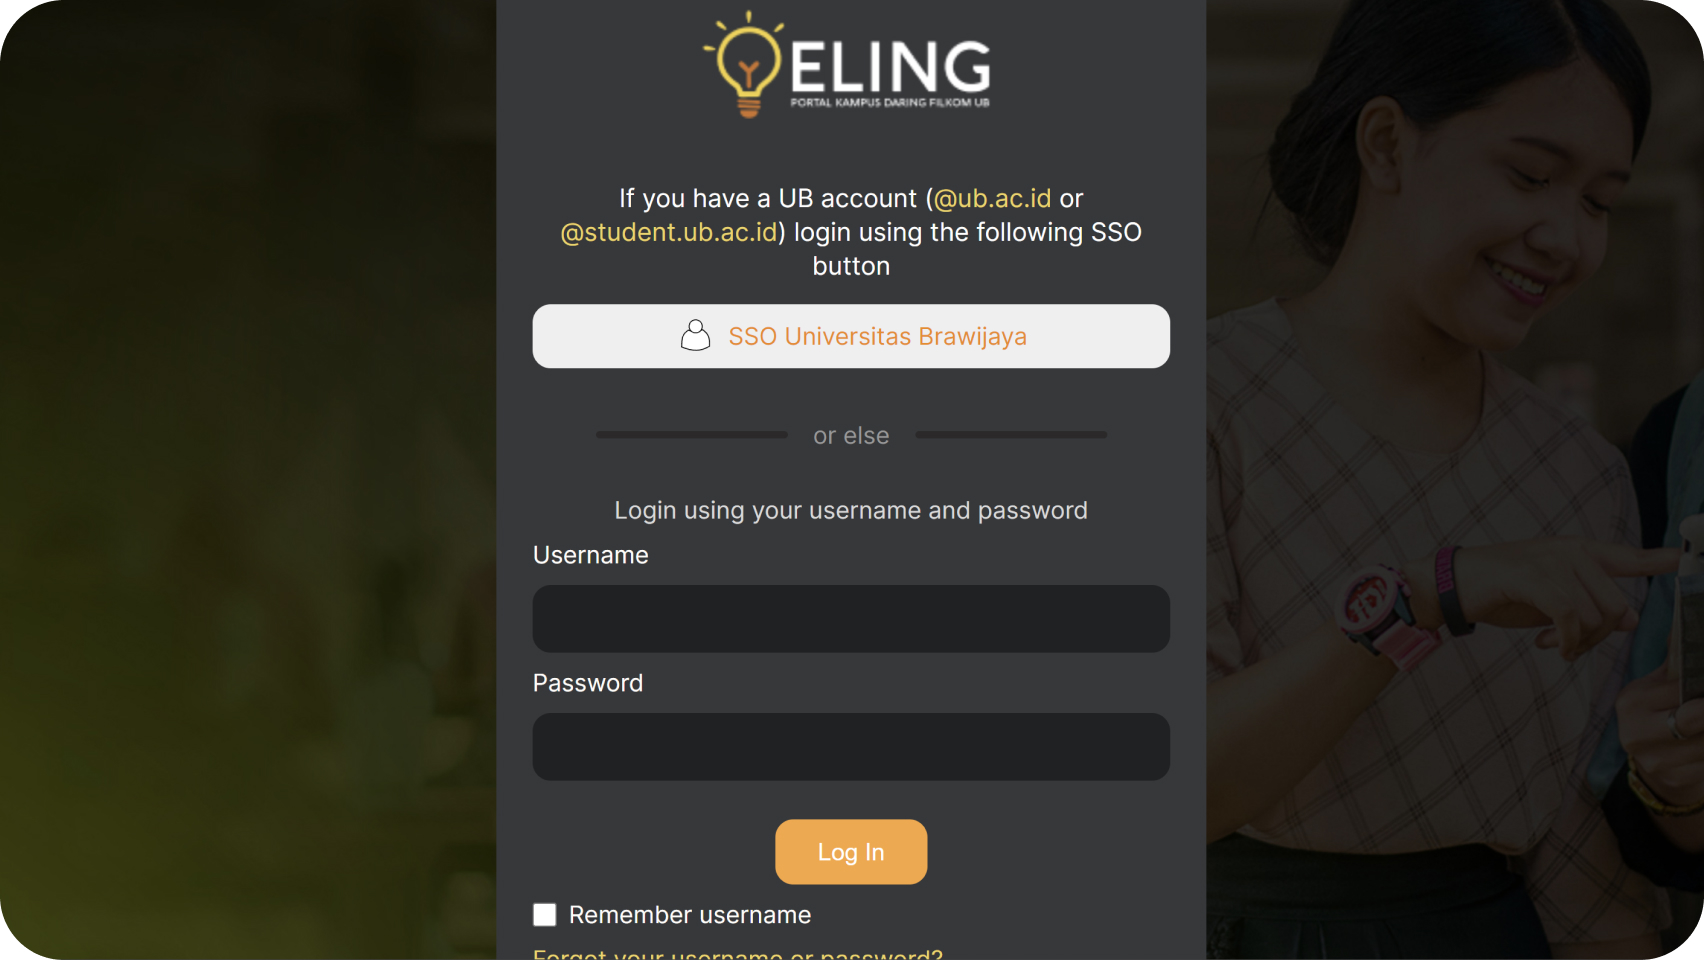 ELING
PORTAL KAMPUS DARING FILKOM UB
If you have a UB account (@ub.ac.id or
@student.ub.ac.id) login using the following SSO
button
SSO Universitas Brawijaya
or else
Login using your username and password
Username
Password
Log In
Remember username
Forgot your username or password?